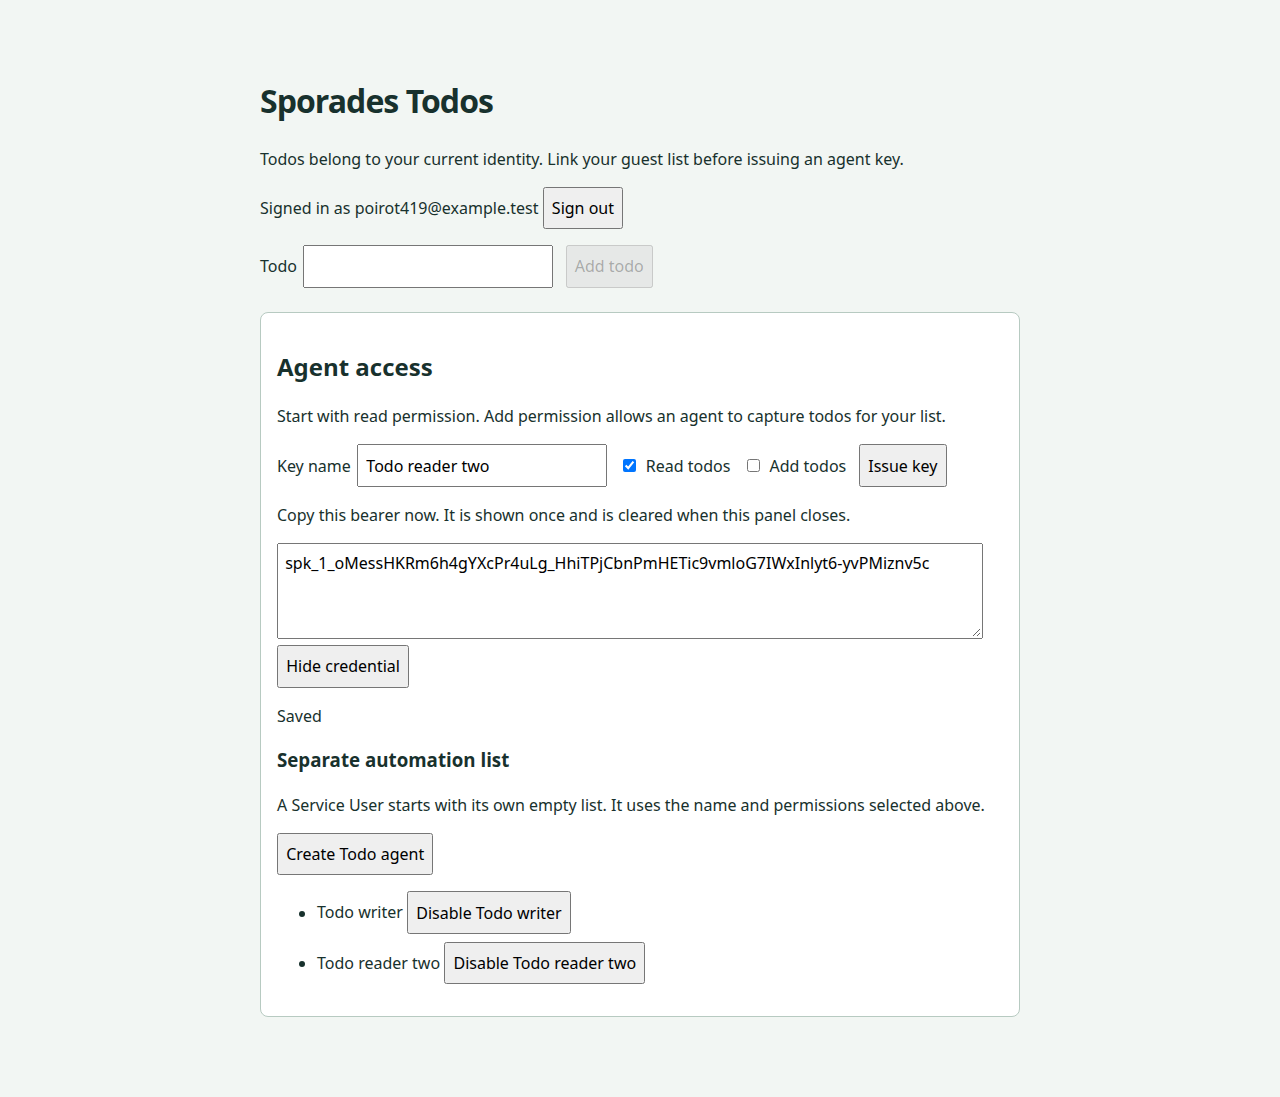 Sporades Todos
Todos belong to your current identity. Link your guest list before issuing an agent key.
Signed in as poirot419@example.test Sign out
Todo Add todo
Agent access
Start with read permission. Add permission allows an agent to capture todos for your list.
Key name Todo reader two Read todos Add todos Issue key
Copy this bearer now. It is shown once and is cleared when this panel closes.
spk_1_oMessHKRm6h4gYXcPr4uLg_HhiTPjCbnPmHETic9vmloG7IWxInlyt6-yvPMiznv5c
Hide credential
Saved
Separate automation list
A Service User starts with its own empty list. It uses the name and permissions selected above.
Create Todo agent
Todo writer Disable Todo writer
Todo reader two Disable Todo reader two